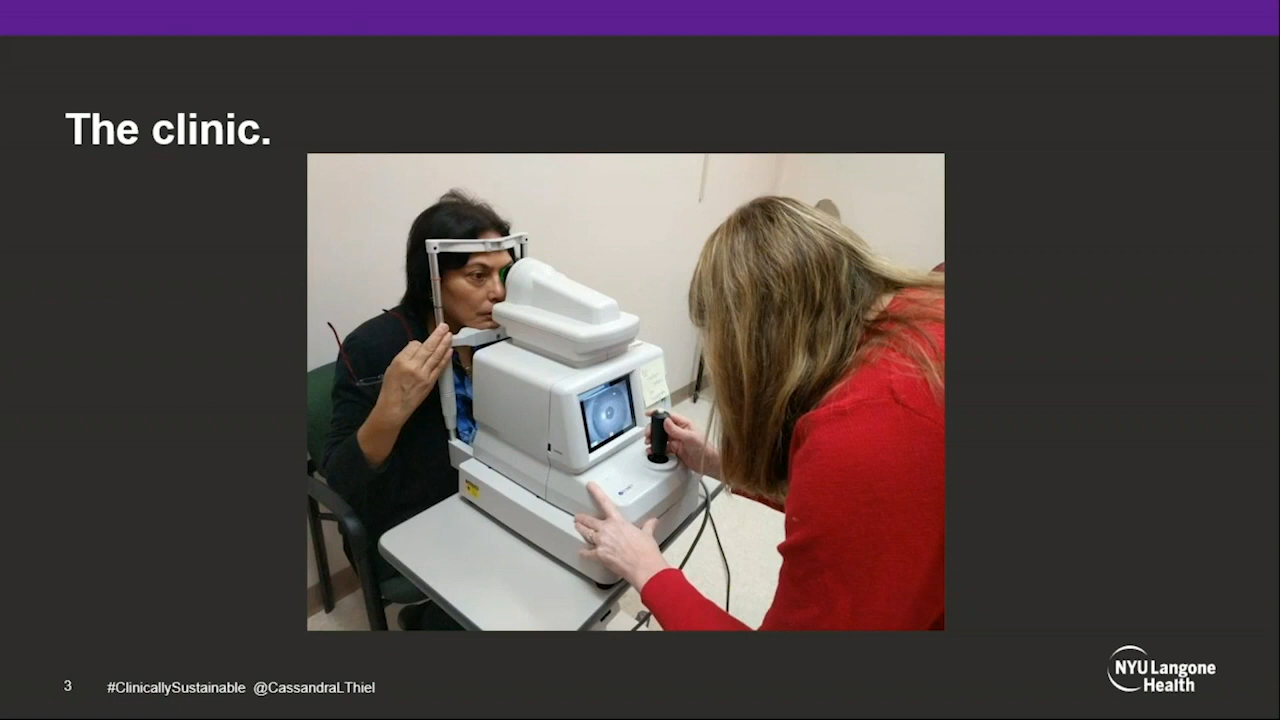 The clinic.
3
#ClinicallySustainable @CassandraLThiel
NYU Langone
Health